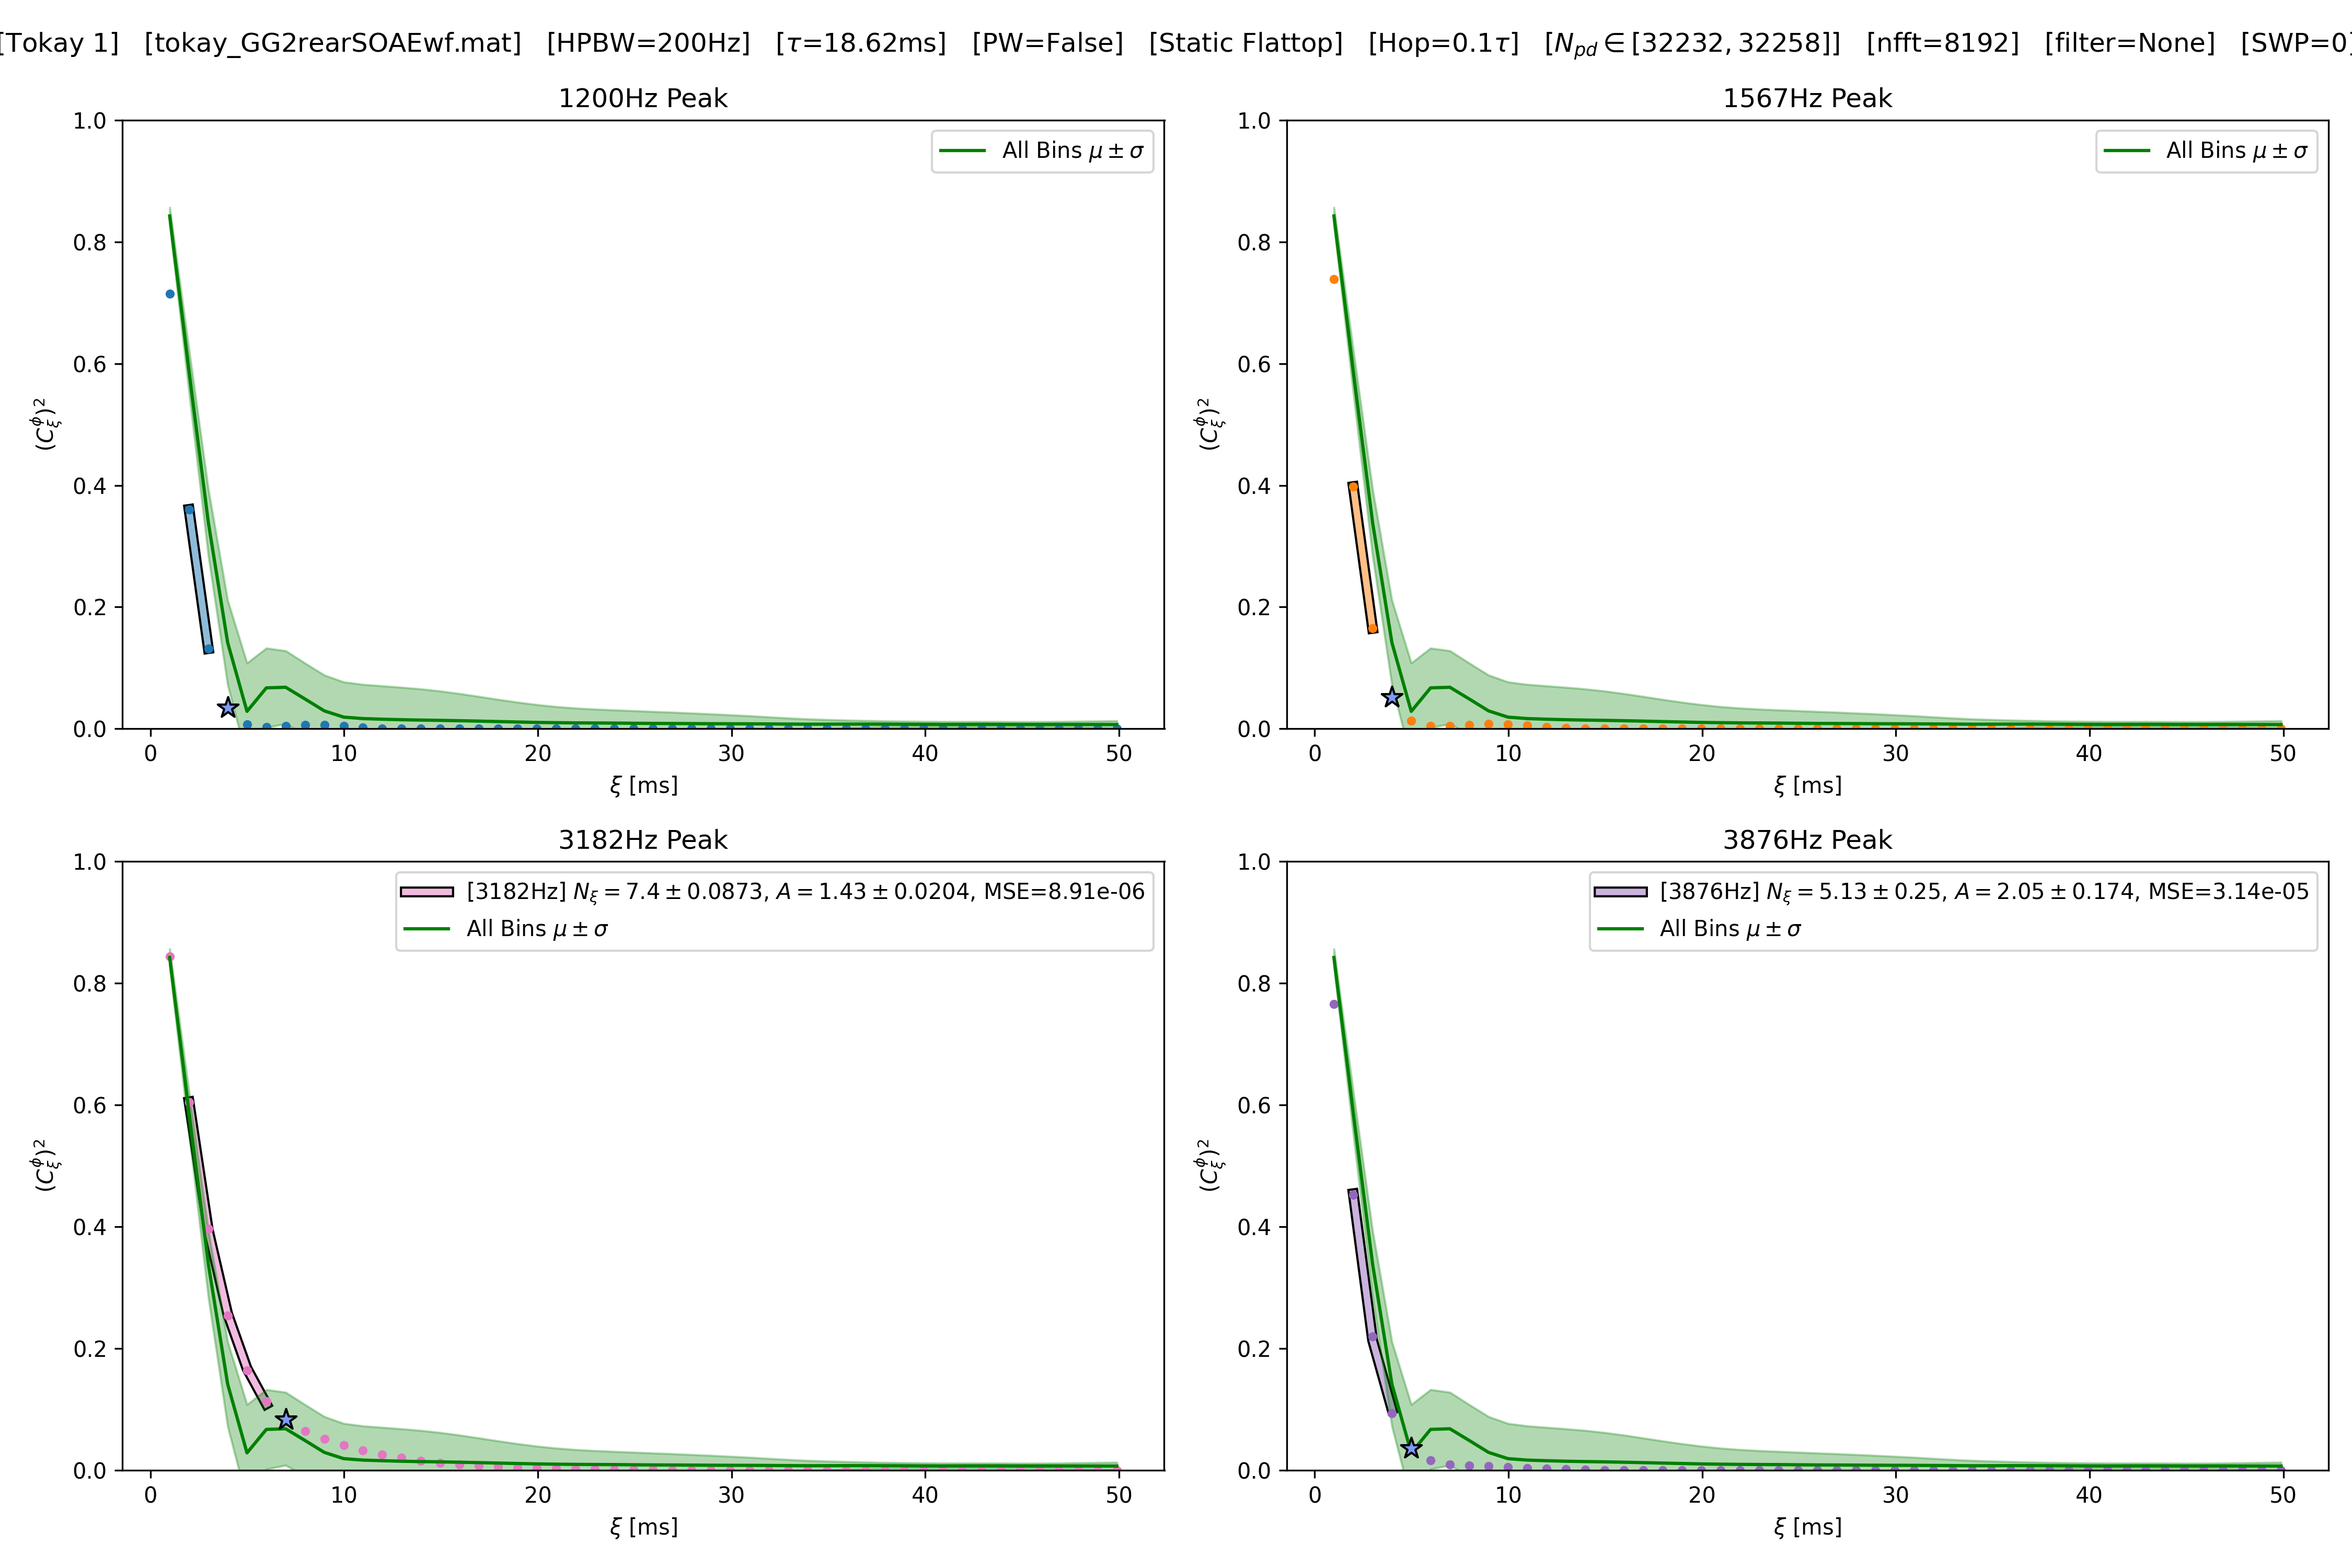 [Tokay 1] [tokay_GG2rearSOAEwf.mat] [HPBW=200Hz] [τ=18.62ms] [PW=False] [Static Flattop] [Hop=0.1τ] [N_pd ∈ [32232, 32258]] [nfft=8192] [filter=None] [SWP=0]
1200Hz Peak
All Bins μ ± σ
1.0
0.8
0.6
0.4
0.2
0.0
(C_ξ^ϕ)²
0 10 20 30 40 50
ξ [ms]
1567Hz Peak
All Bins μ ± σ
1.0
0.8
0.6
0.4
0.2
0.0
(C_ξ^ϕ)²
0 10 20 30 40 50
ξ [ms]
3182Hz Peak
[3182Hz] N_ξ = 7.4 ± 0.0873, A = 1.43 ± 0.0204, MSE=8.91e-06
All Bins μ ± σ
1.0
0.8
0.6
0.4
0.2
0.0
(C_ξ^ϕ)²
0 10 20 30 40 50
ξ [ms]
3876Hz Peak
[3876Hz] N_ξ = 5.13 ± 0.25, A = 2.05 ± 0.174, MSE=3.14e-05
All Bins μ ± σ
1.0
0.8
0.6
0.4
0.2
0.0
(C_ξ^ϕ)²
0 10 20 30 40 50
ξ [ms]